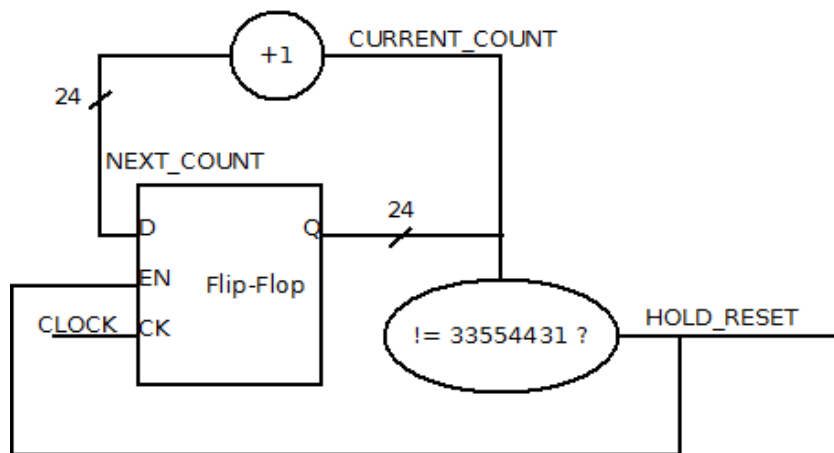 +1
CURRENT_COUNT
24
NEXT_COUNT
24
D
Q
EN
Flip-Flop
CLOCK
CK
!= 33554431 ?
HOLD_RESET